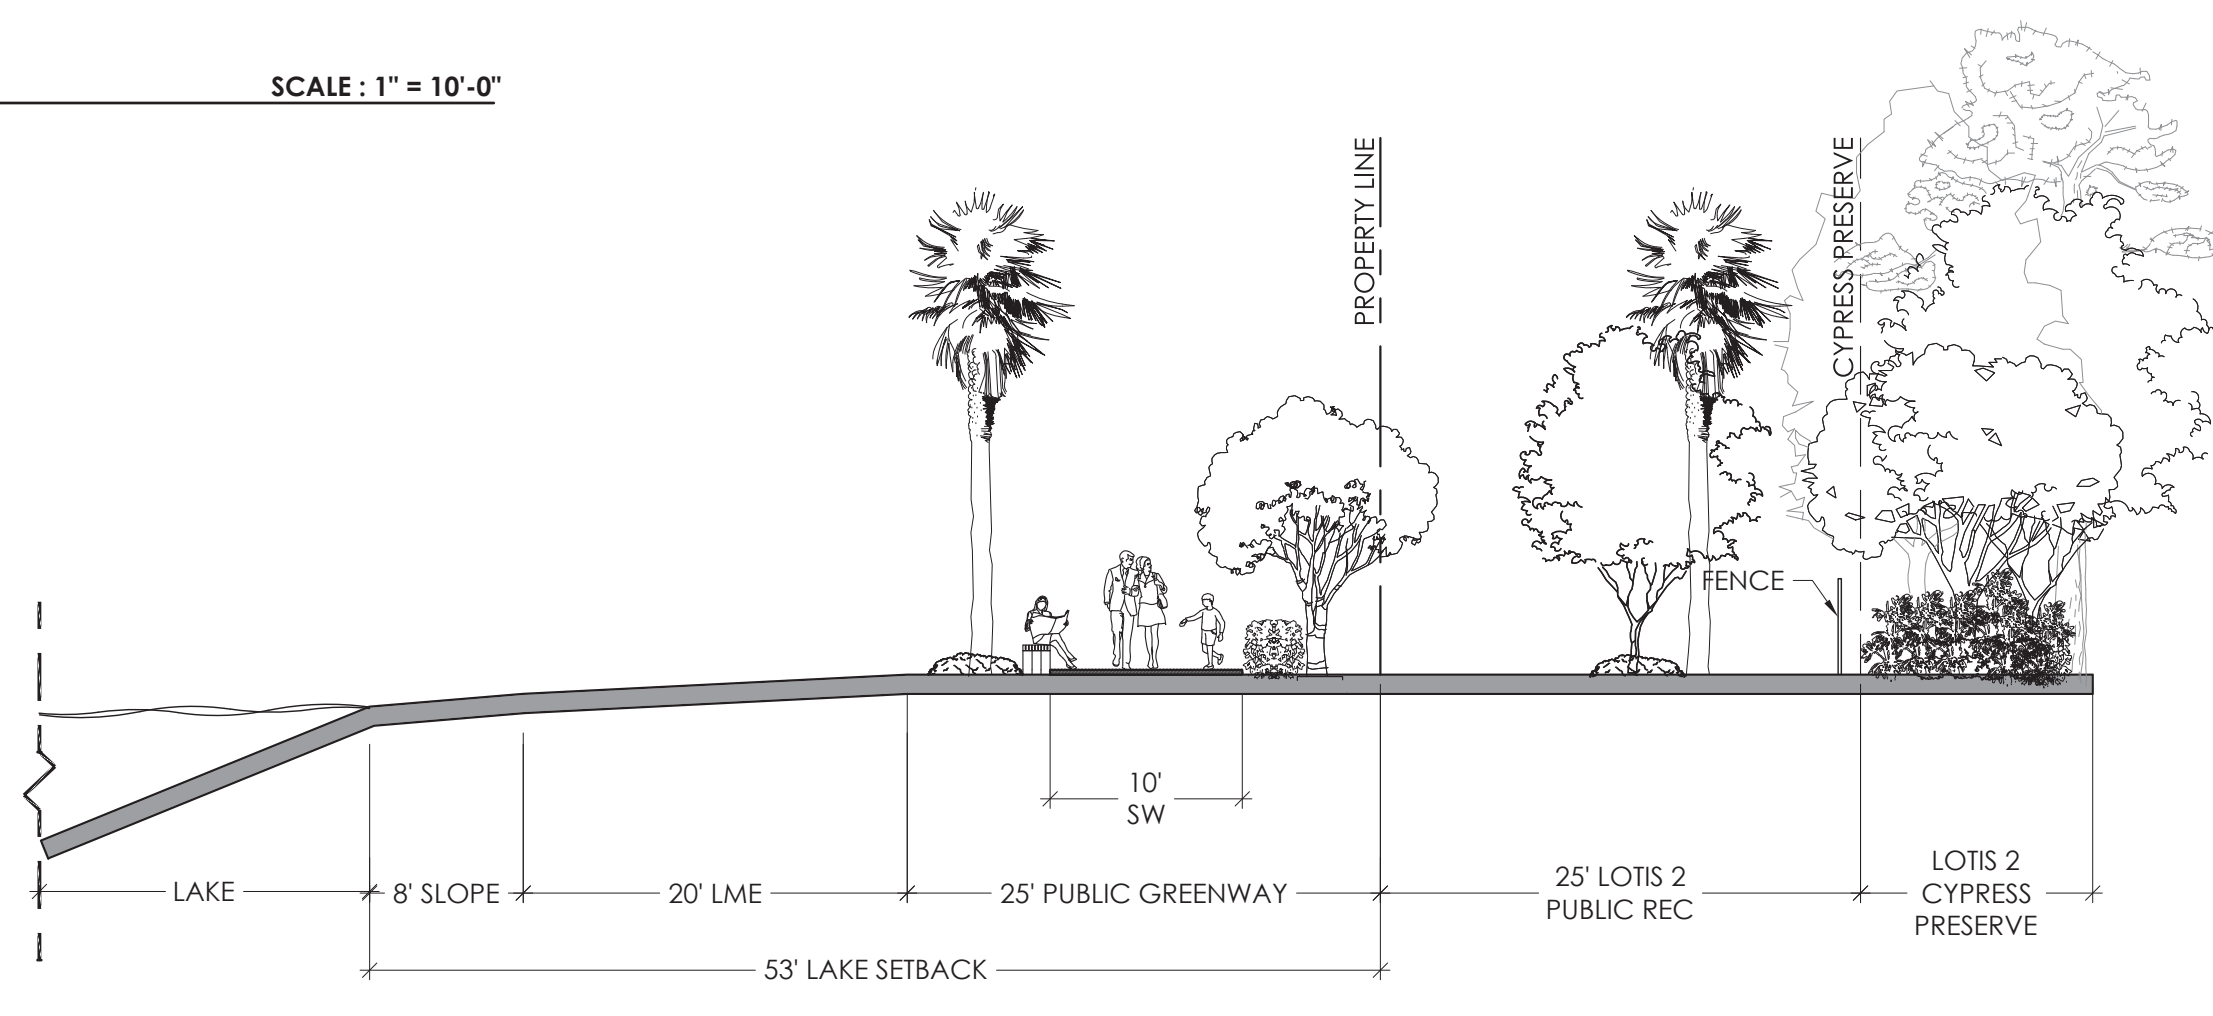 SCALE : 1" = 10'-0"
PROPERTY LINE
CYPRESS PRESERVE
FENCE
10'
SW
LAKE
8' SLOPE
20' LME
25' PUBLIC GREENWAY
25' LOTIS 2
PUBLIC REC
LOTIS 2
CYPRESS
PRESERVE
53' LAKE SETBACK